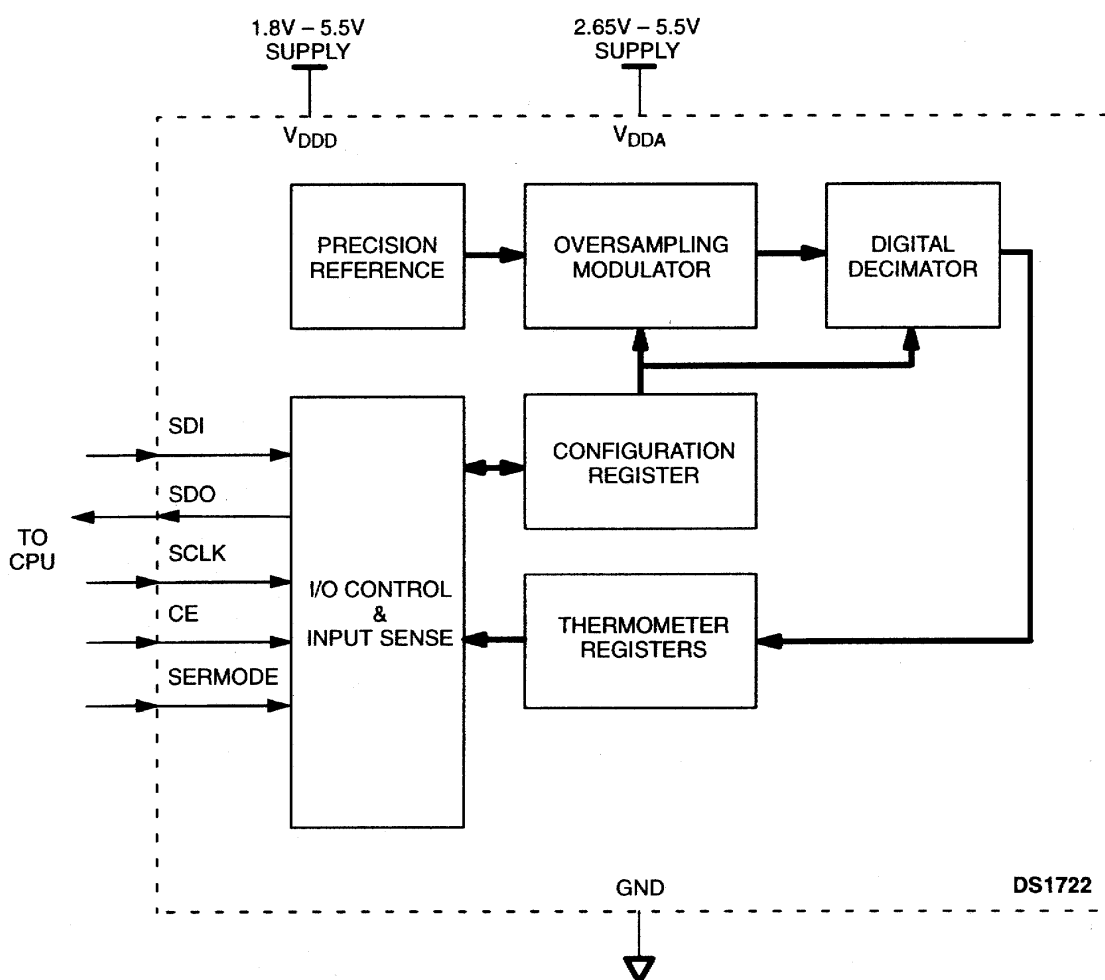 1.8V – 5.5V
SUPPLY
2.65V – 5.5V
SUPPLY
VDDD
VDDA
PRECISION
REFERENCE
OVERSAMPLING
MODULATOR
DIGITAL
DECIMATOR
SDI
SDO
TO
CPU
SCLK
CE
SERMODE
I/O CONTROL
&
INPUT SENSE
CONFIGURATION
REGISTER
THERMOMETER
REGISTERS
GND
DS1722